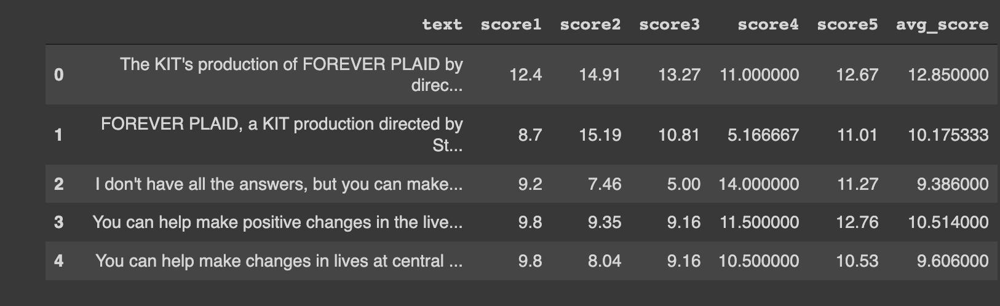 text score1 score2 score3 score4 score5 avg_score
0 The KIT's production of FOREVER PLAID by direc... 12.4 14.91 13.27 11.000000 12.67 12.850000
1 FOREVER PLAID, a KIT production directed by St... 8.7 15.19 10.81 5.166667 11.01 10.175333
2 I don't have all the answers, but you can make... 9.2 7.46 5.00 14.000000 11.27 9.386000
3 You can help make positive changes in the live... 9.8 9.35 9.16 11.500000 12.76 10.514000
4 You can help make changes in lives at central ... 9.8 8.04 9.16 10.500000 10.53 9.606000